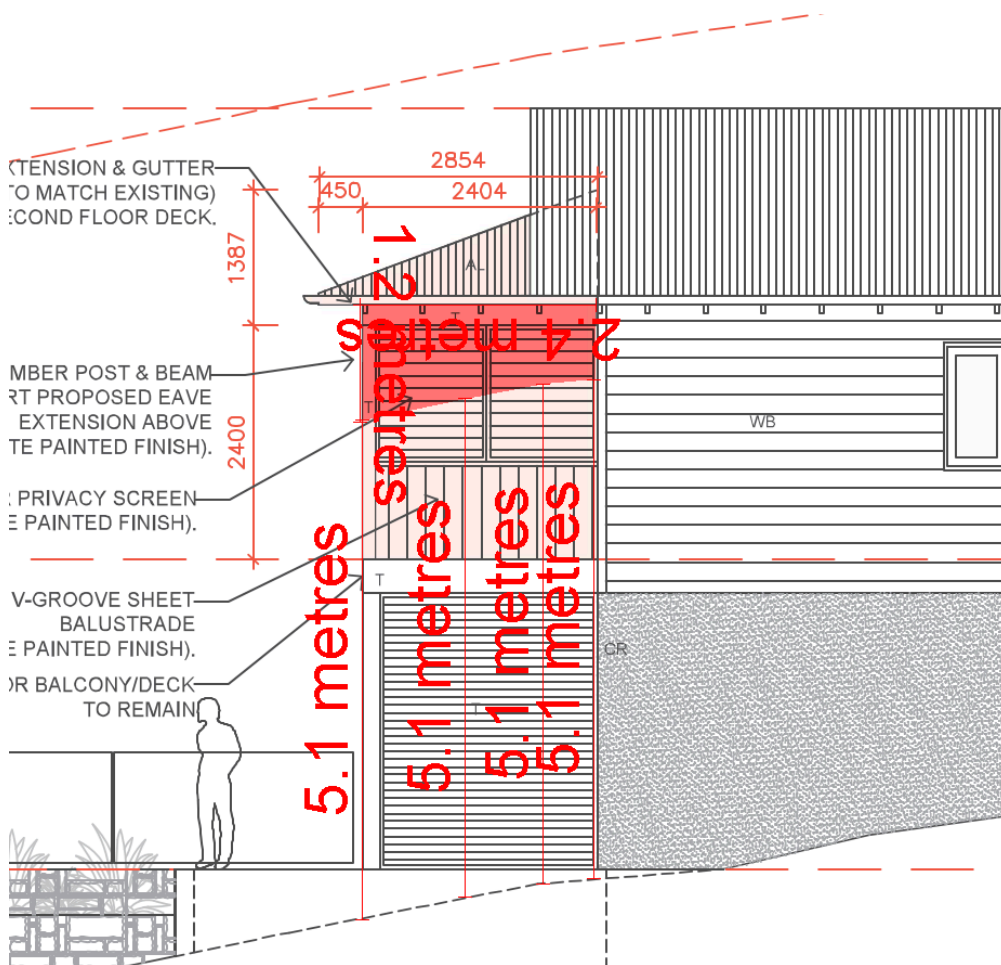 XTENSION & GUTTER
TO MATCH EXISTING)
ECOND FLOOR DECK.
2854
450
2404
1387
AL
1.2 metres
T
2.4 metres
MBER POST & BEAM
RT PROPOSED EAVE
EXTENSION ABOVE
TE PAINTED FINISH).
2400
T
WB
R PRIVACY SCREEN
E PAINTED FINISH).
5.1 metres
5.1 metres
5.1 metres
5.1 metres
T
V-GROOVE SHEET
BALUSTRADE
E PAINTED FINISH).
OR BALCONY/DECK
TO REMAIN
GR
T